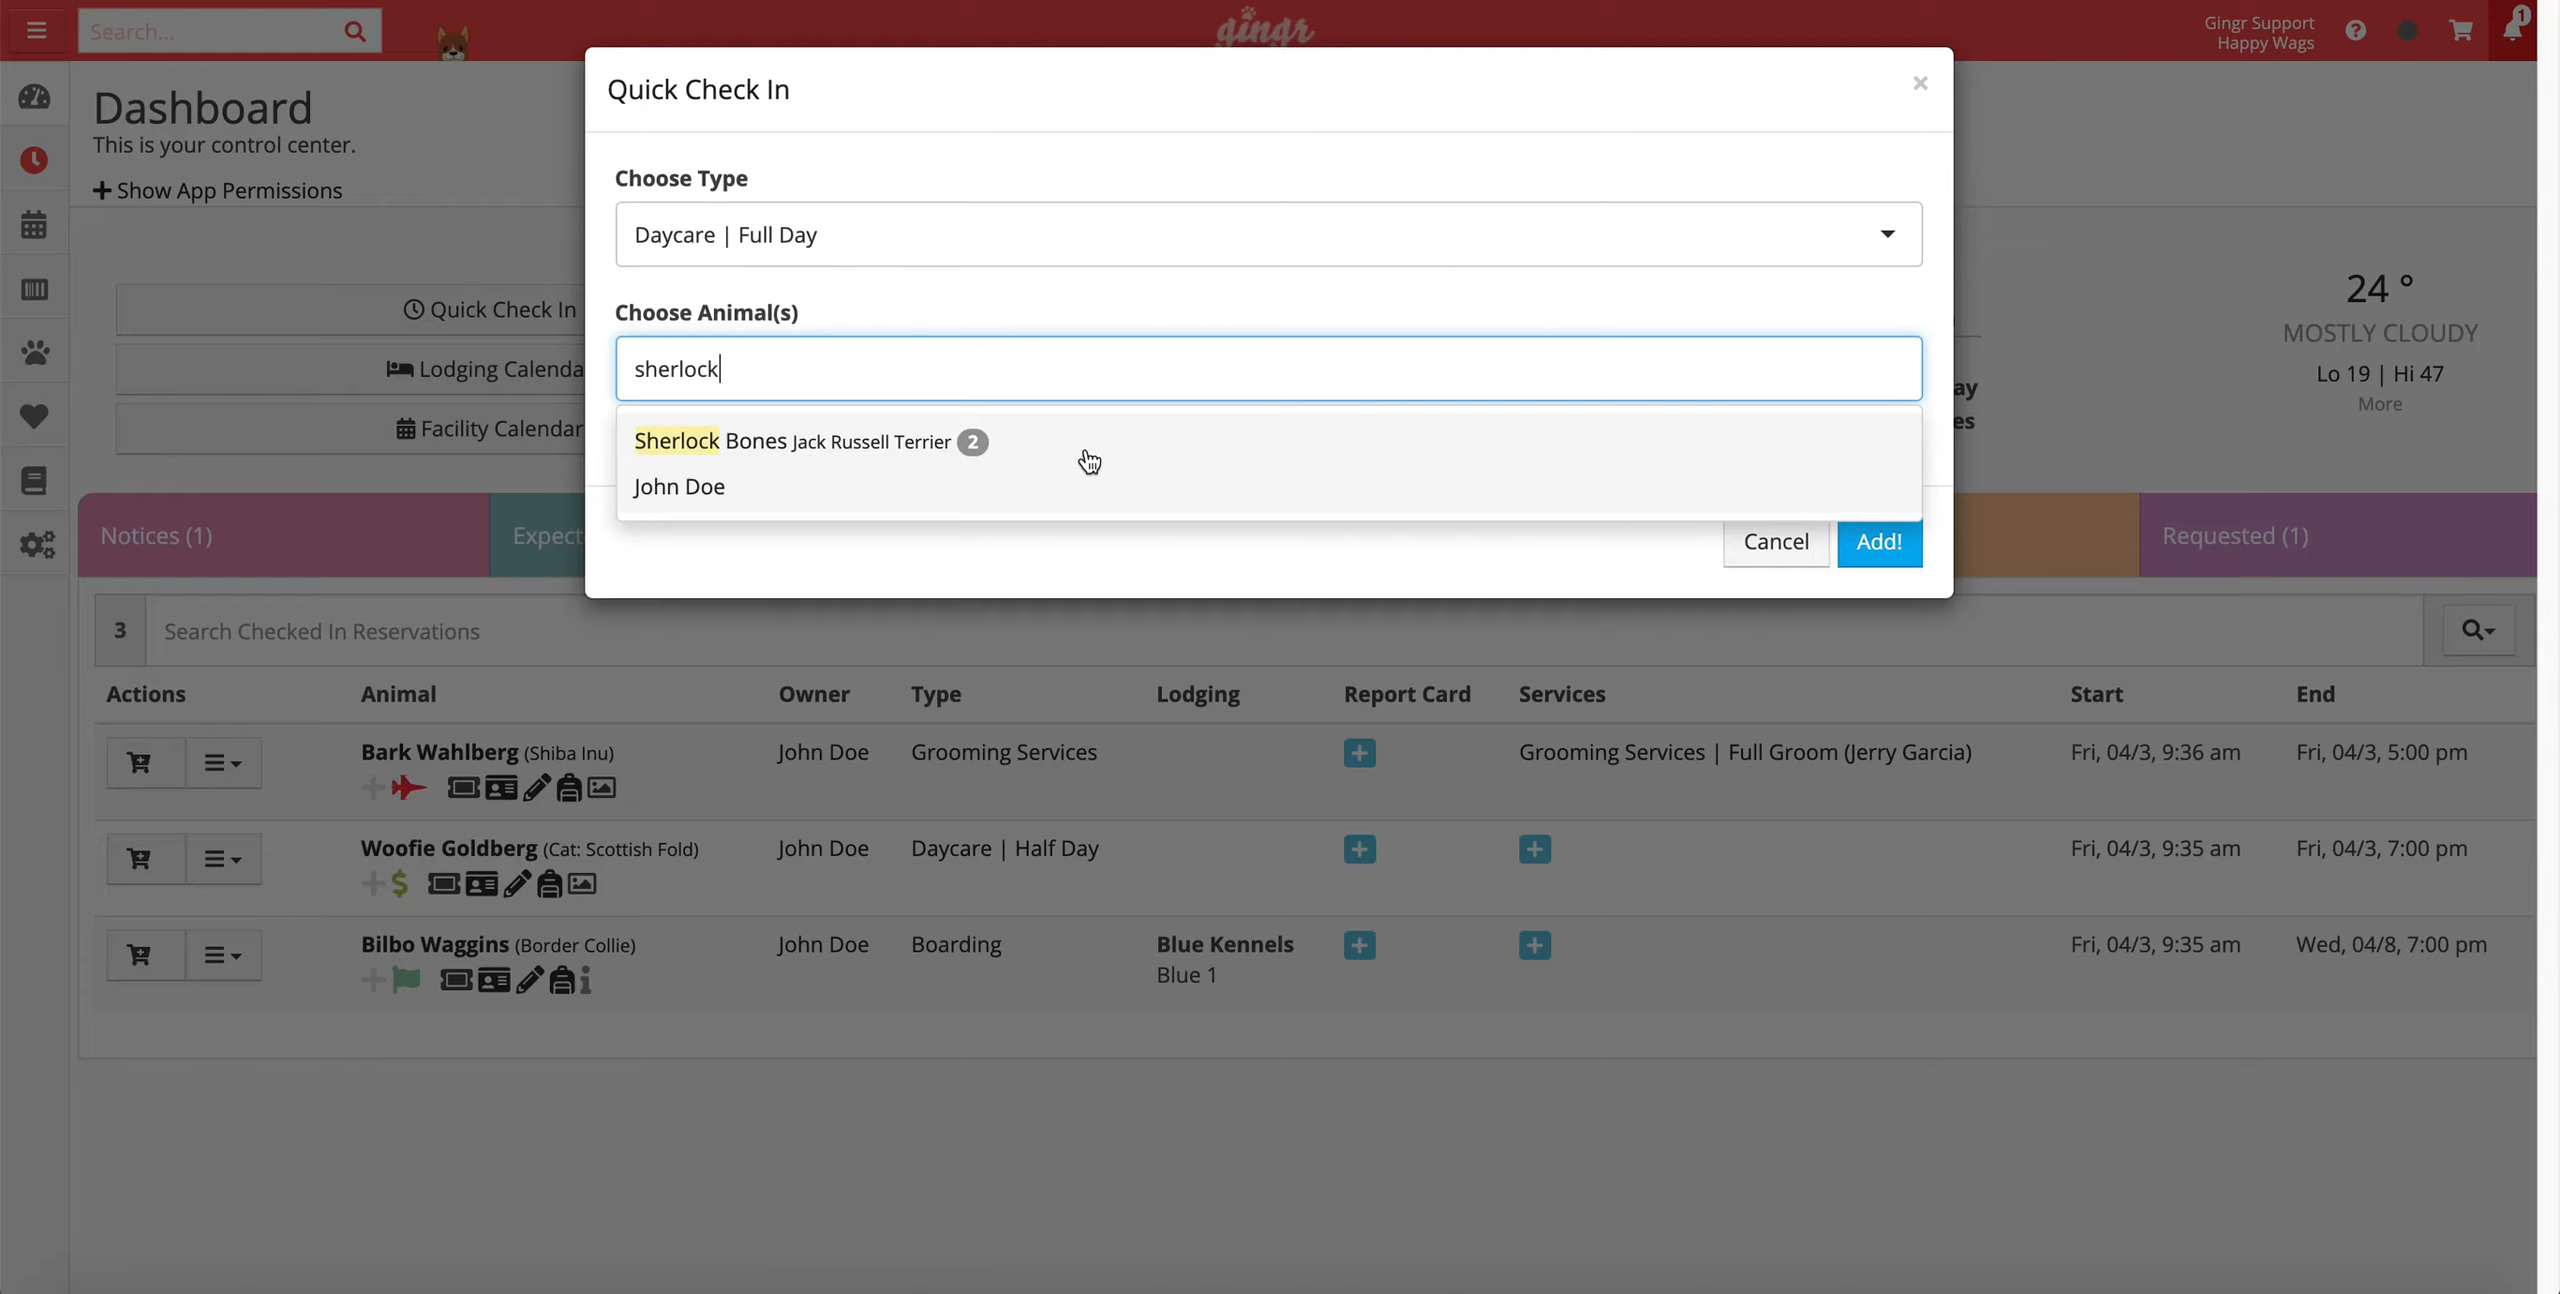 Search...
gingr
Gingr Support
Happy Wags
1
Dashboard
This is your control center.
Show App Permissions
Quick Check In
Lodging Calenda
Facility Calendar
Quick Check In
×
Choose Type
Daycare | Full Day
Choose Animal(s)
sherlock
Sherlock Bones Jack Russell Terrier 2
John Doe
Cancel
Add!
ay
es
24 °
MOSTLY CLOUDY
Lo 19 | Hi 47
More
Notices (1)
Expect
Requested (1)
3
Search Checked In Reservations
Actions Animal Owner Type Lodging Report Card Services Start End
Bark Wahlberg (Shiba Inu) John Doe Grooming Services Grooming Services | Full Groom (Jerry Garcia) Fri, 04/3, 9:36 am Fri, 04/3, 5:00 pm
Woofie Goldberg (Cat: Scottish Fold) John Doe Daycare | Half Day Fri, 04/3, 9:35 am Fri, 04/3, 7:00 pm
Bilbo Waggins (Border Collie) John Doe Boarding Blue Kennels Fri, 04/3, 9:35 am Wed, 04/8, 7:00 pm
Blue 1